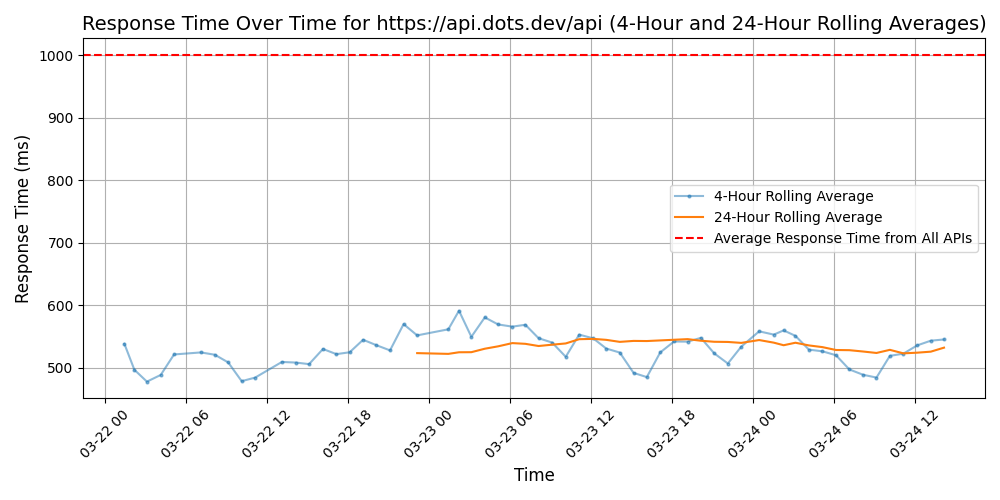 Response Time Over Time for https://api.dots.dev/api (4-Hour and 24-Hour Rolling Averages)
Response Time (ms)
1000
900
800
700
600
500
4-Hour Rolling Average
24-Hour Rolling Average
Average Response Time from All APIs
03-22 00
03-22 06
03-22 12
03-22 18
03-23 00
03-23 06
03-23 12
03-23 18
03-24 00
03-24 06
03-24 12
Time